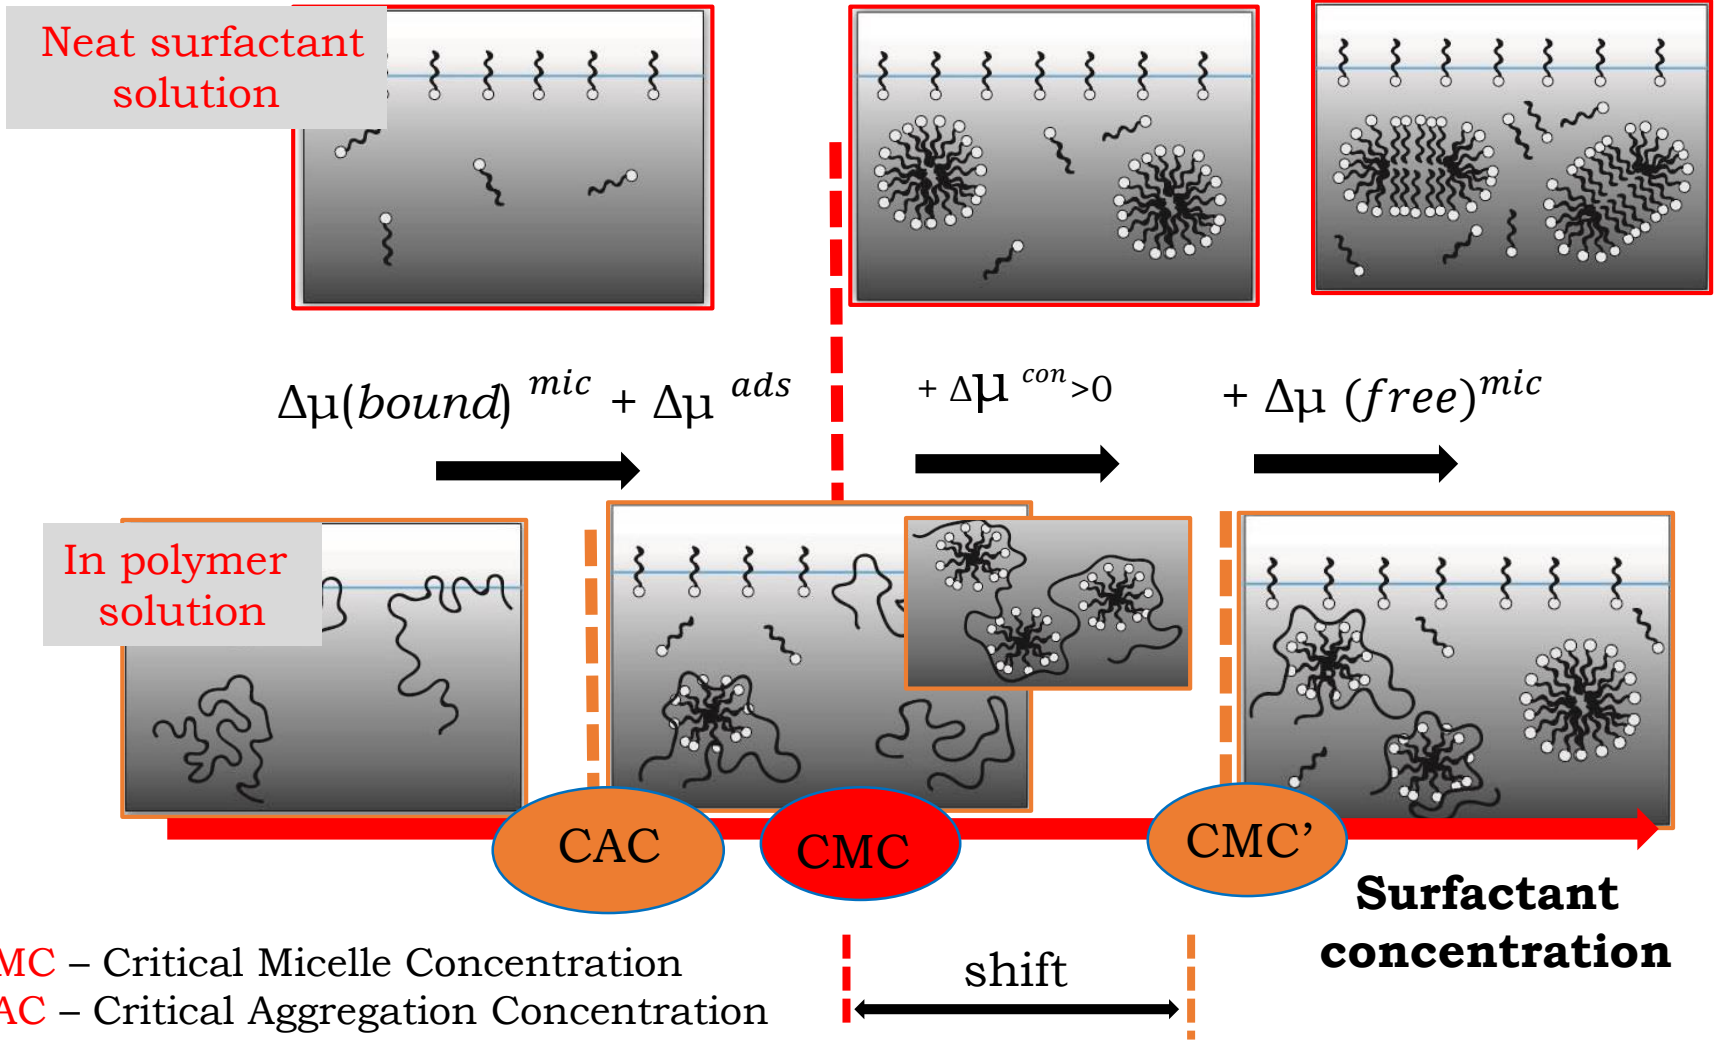 Neat surfactant
solution
Δμ(bound) ᵐⁱᶜ + Δμ ᵃᵈˢ
+ Δμ ᶜᵒⁿ>0
+ Δμ (free)ᵐⁱᶜ
In polymer
solution
CAC
CMC
CMC’
Surfactant
concentration
MC – Critical Micelle Concentration
AC – Critical Aggregation Concentration
shift